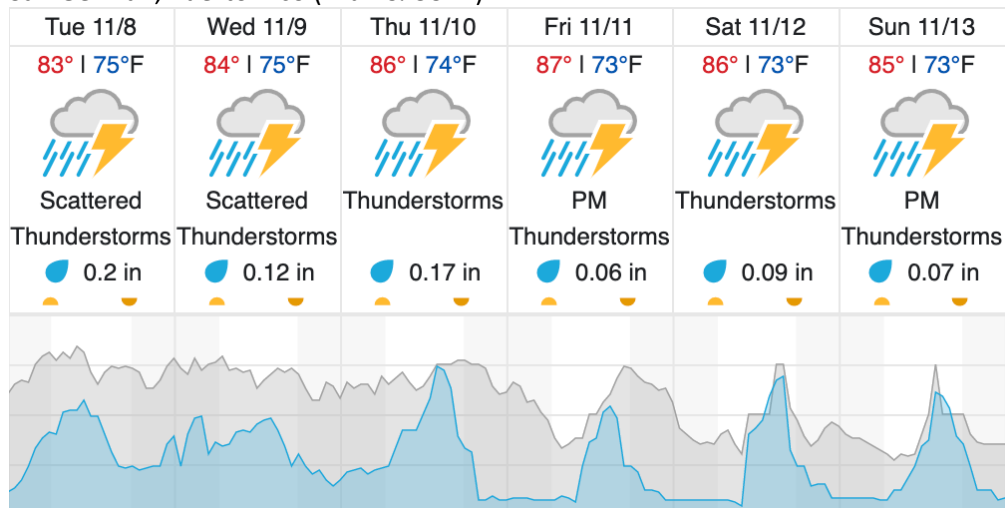 Tue 11/8
Wed 11/9
Thu 11/10
Fri 11/11
Sat 11/12
Sun 11/13
83° | 75°F
84° | 75°F
86° | 74°F
87° | 73°F
86° | 73°F
85° | 73°F
Scattered
Thunderstorms
Scattered
Thunderstorms
Thunderstorms
PM
Thunderstorms
Thunderstorms
PM
Thunderstorms
0.2 in
0.12 in
0.17 in
0.06 in
0.09 in
0.07 in